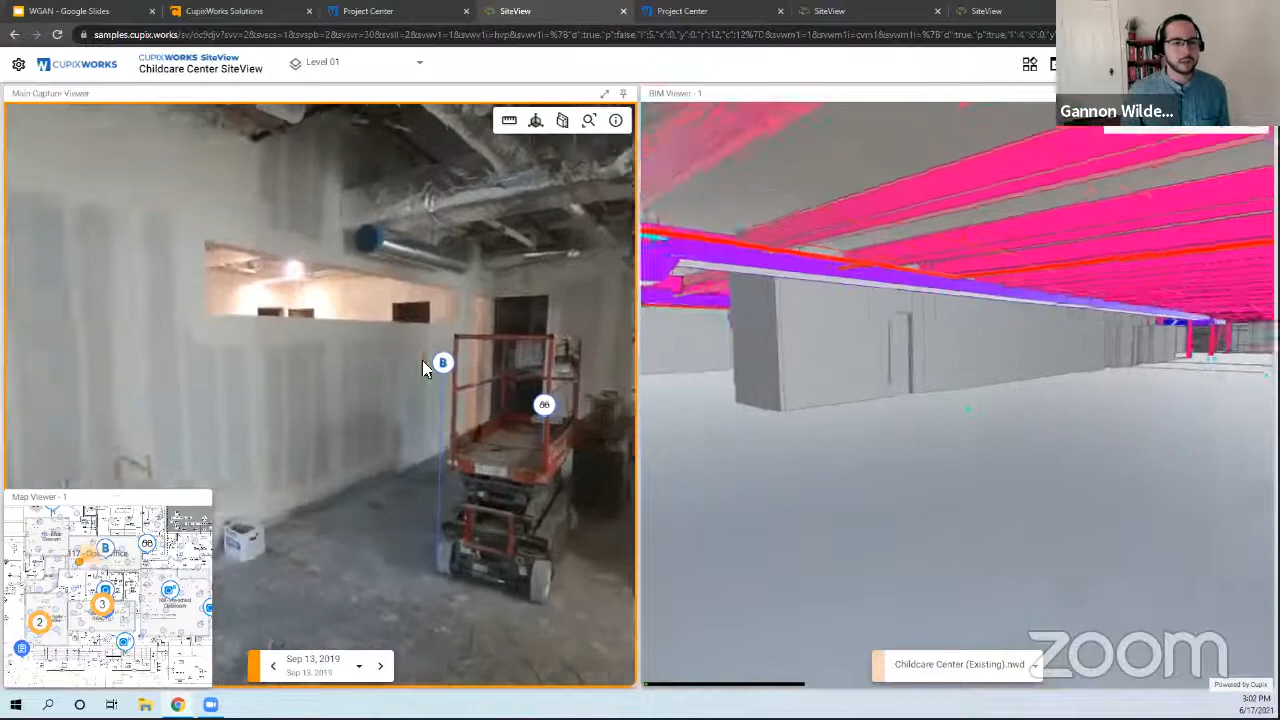 WGAN - Google Slides
CupixWorks Solutions
Project Center
SiteView
Project Center
SiteView
SiteView
CUPIXWORKS
CUPIXWORKS SiteView
Childcare Center SiteView
Level 01
Gannon Wilde...
Main Capture Viewer
BIM Viewer - 1
B
Map Viewer - 1
B
3
2
Sep 13, 2019
Sep 13, 2019
Childcare Center (Existing).nwd
zoom
Powered by Cupix
3:02 PM
6/17/2021